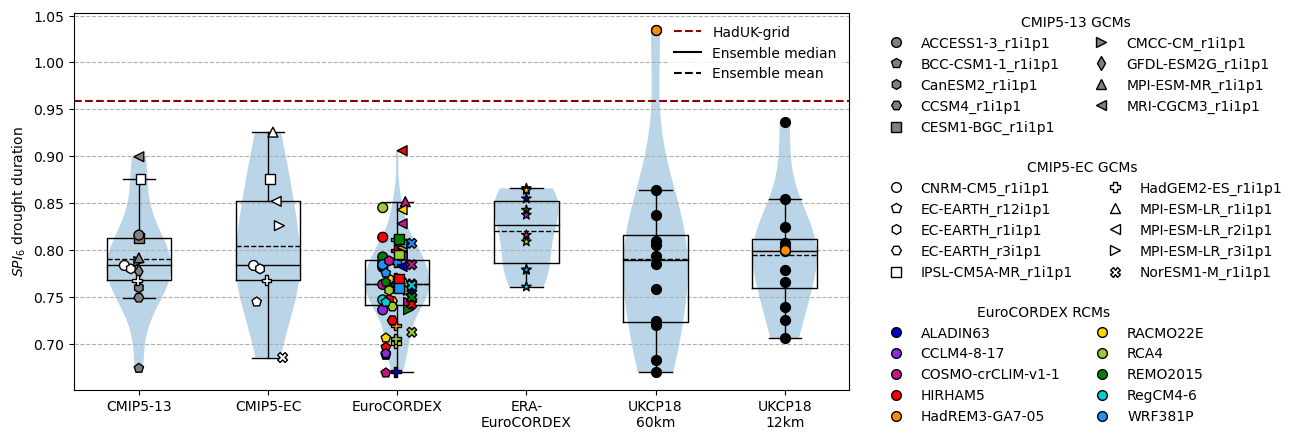 1.05
1.00
0.95
0.90
0.85
0.80
0.75
0.70
SPI6 drought duration
HadUK-grid
Ensemble median
Ensemble mean
CMIP5-13
CMIP5-EC
EuroCORDEX
ERA-
EuroCORDEX
UKCP18
60km
UKCP18
12km
CMIP5-13 GCMs
ACCESS1-3_r1i1p1
BCC-CSM1-1_r1i1p1
CanESM2_r1i1p1
CCSM4_r1i1p1
CESM1-BGC_r1i1p1
CMCC-CM_r1i1p1
GFDL-ESM2G_r1i1p1
MPI-ESM-MR_r1i1p1
MRI-CGCM3_r1i1p1
CMIP5-EC GCMs
CNRM-CM5_r1i1p1
EC-EARTH_r12i1p1
EC-EARTH_r1i1p1
EC-EARTH_r3i1p1
IPSL-CM5A-MR_r1i1p1
HadGEM2-ES_r1i1p1
MPI-ESM-LR_r1i1p1
MPI-ESM-LR_r2i1p1
MPI-ESM-LR_r3i1p1
NorESM1-M_r1i1p1
EuroCORDEX RCMs
ALADIN63
CCLM4-8-17
COSMO-crCLIM-v1-1
HIRHAM5
HadREM3-GA7-05
RACMO22E
RCA4
REMO2015
RegCM4-6
WRF381P